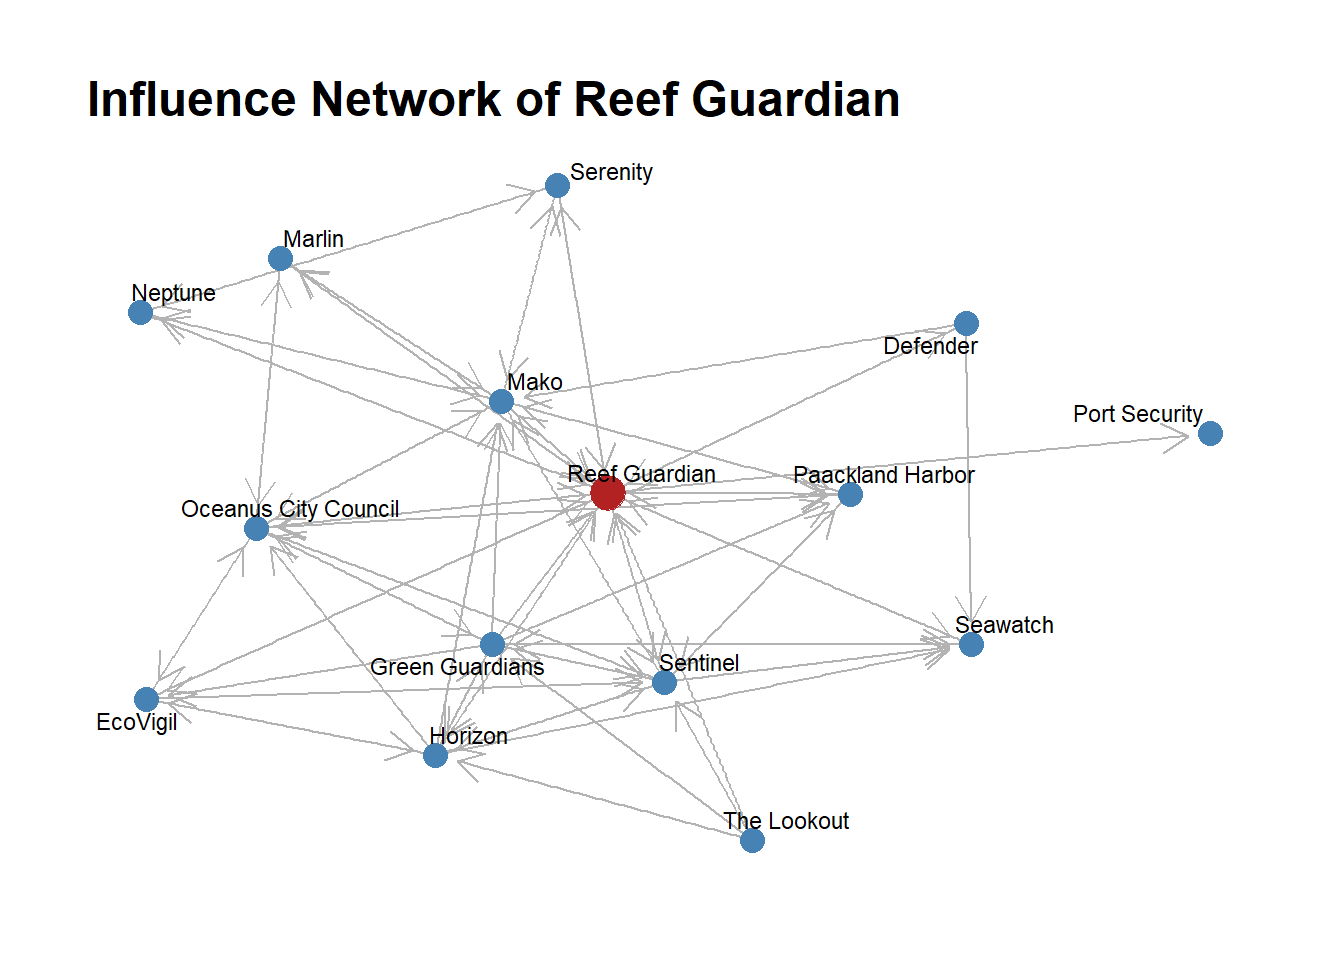 Influence Network of Reef Guardian
Serenity
Marlin
Neptune
Defender
Mako
Port Security
Reef Guardian
Paackland Harbor
Oceanus City Council
Seawatch
Green Guardians
Sentinel
EcoVigil
Horizon
The Lookout